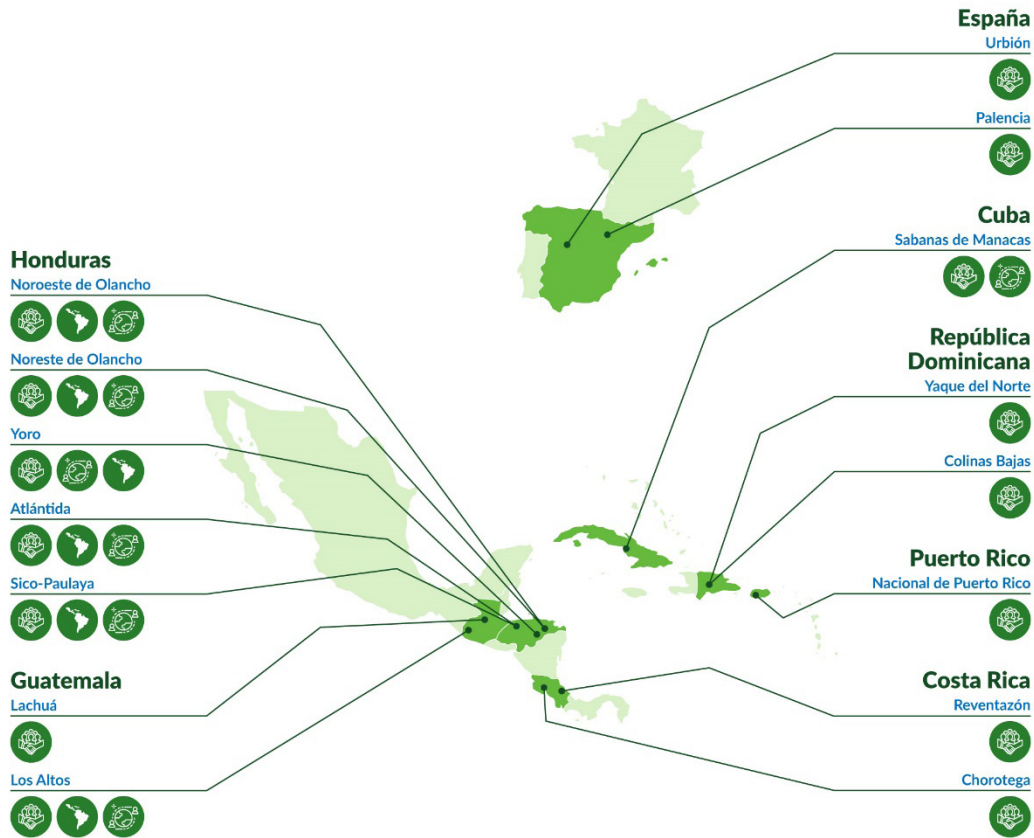 Honduras
Noroeste de Olancho
Noreste de Olancho
Yoro
Atlántida
Sico-Paulaya
Guatemala
Lachuá
Los Altos
España
Urbión
Palencia
Cuba
Sabanas de Manacas
República
Dominicana
Yaque del Norte
Colinas Bajas
Puerto Rico
Nacional de Puerto Rico
Costa Rica
Reventazón
Chorotega